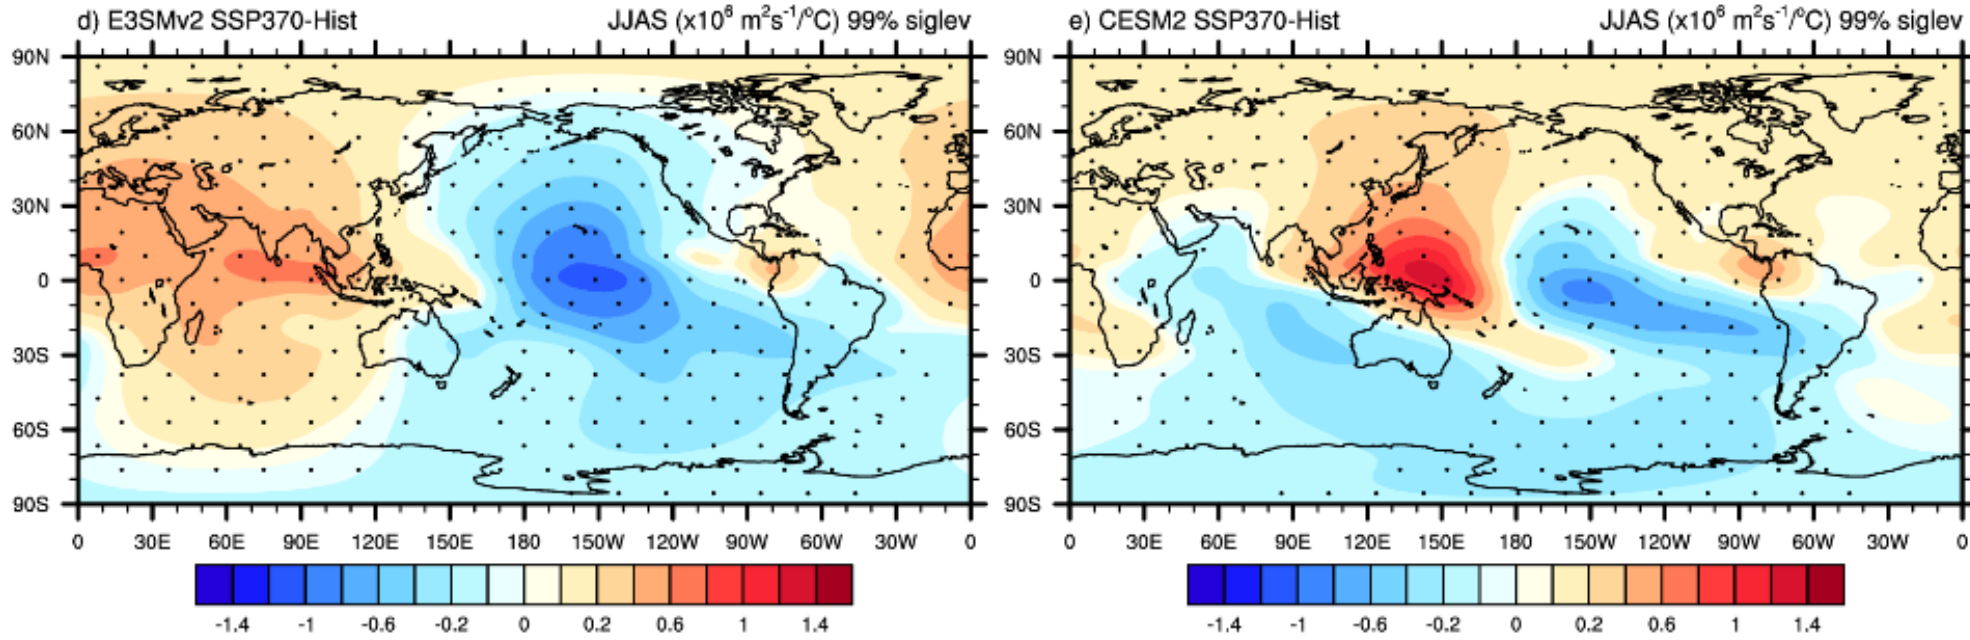 d) E3SMv2 SSP370-Hist JJAS (x10⁶ m²s⁻¹/°C) 99% siglev
90N
60N
30N
0
30S
60S
90S
0 30E 60E 90E 120E 150E 180 150W 120W 90W 60W 30W 0
-1.4 -1 -0.6 -0.2 0 0.2 0.6 1 1.4
e) CESM2 SSP370-Hist JJAS (x10⁶ m²s⁻¹/°C) 99% siglev
90N
60N
30N
0
30S
60S
90S
0 30E 60E 90E 120E 150E 180 150W 120W 90W 60W 30W 0
-1.4 -1 -0.6 -0.2 0 0.2 0.6 1 1.4